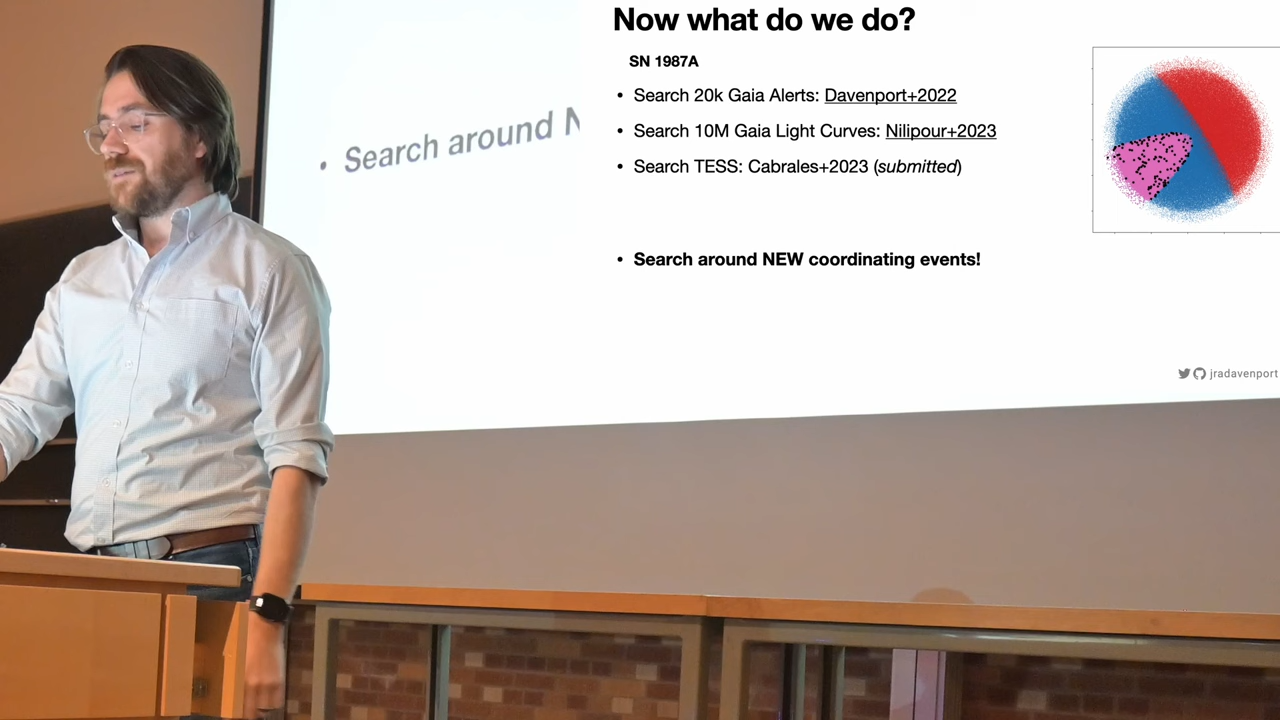 Now what do we do?
SN 1987A
• Search 20k Gaia Alerts: Davenport+2022
• Search 10M Gaia Light Curves: Nilipour+2023
• Search TESS: Cabrales+2023 (submitted)
• Search around NEW coordinating events!
jradavenport
• Search around N